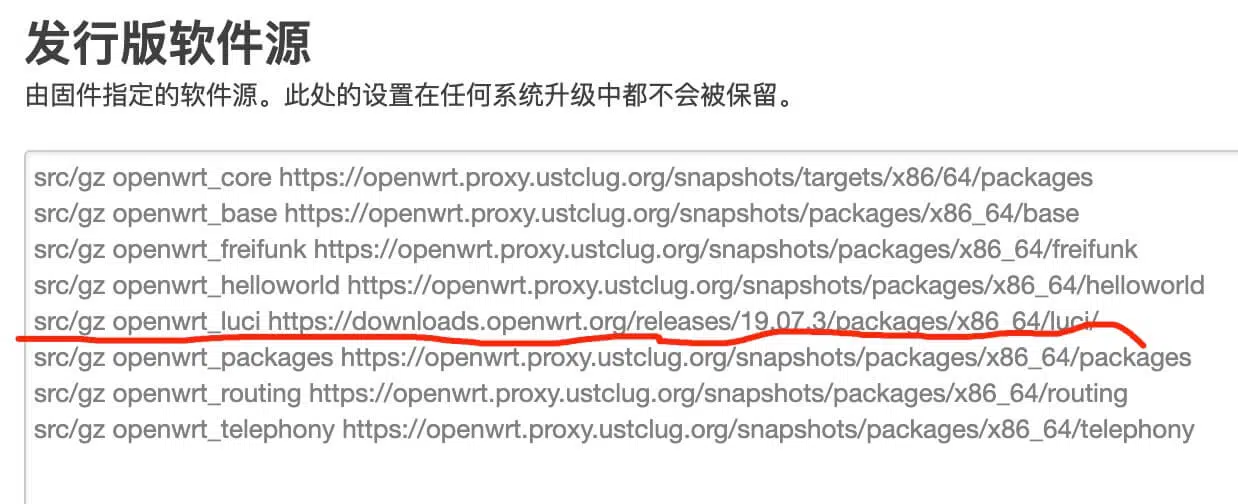 发行版软件源
由固件指定的软件源。此处的设置在任何系统升级中都不会被保留。
src/gz openwrt_core https://openwrt.proxy.ustclug.org/snapshots/targets/x86/64/packages
src/gz openwrt_base https://openwrt.proxy.ustclug.org/snapshots/packages/x86_64/base
src/gz openwrt_freifunk https://openwrt.proxy.ustclug.org/snapshots/packages/x86_64/freifunk
src/gz openwrt_helloworld https://openwrt.proxy.ustclug.org/snapshots/packages/x86_64/helloworld
src/gz openwrt_luci https://downloads.openwrt.org/releases/19.07.3/packages/x86_64/luci/
src/gz openwrt_packages https://openwrt.proxy.ustclug.org/snapshots/packages/x86_64/packages
src/gz openwrt_routing https://openwrt.proxy.ustclug.org/snapshots/packages/x86_64/routing
src/gz openwrt_telephony https://openwrt.proxy.ustclug.org/snapshots/packages/x86_64/telephony